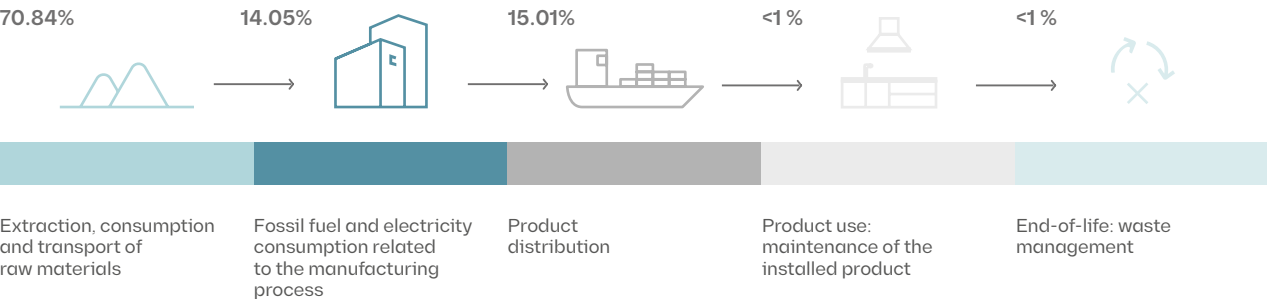 70.84%
14.05%
15.01%
<1 %
<1 %
Extraction, consumption
and transport of
raw materials
Fossil fuel and electricity
consumption related
to the manufacturing
process
Product
distribution
Product use:
maintenance of the
installed product
End-of-life: waste
management